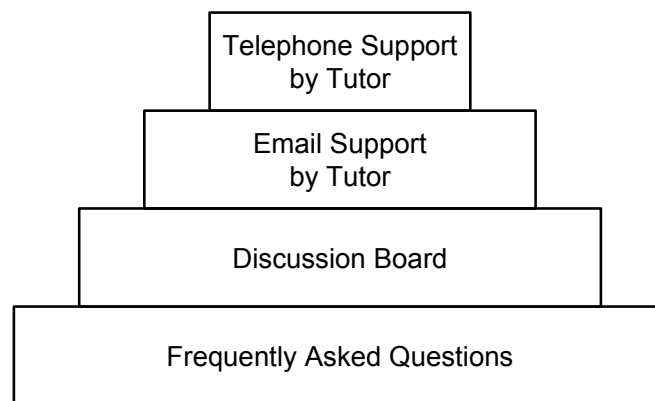 Telephone Support
by Tutor
Email Support
by Tutor
Discussion Board
Frequently Asked Questions